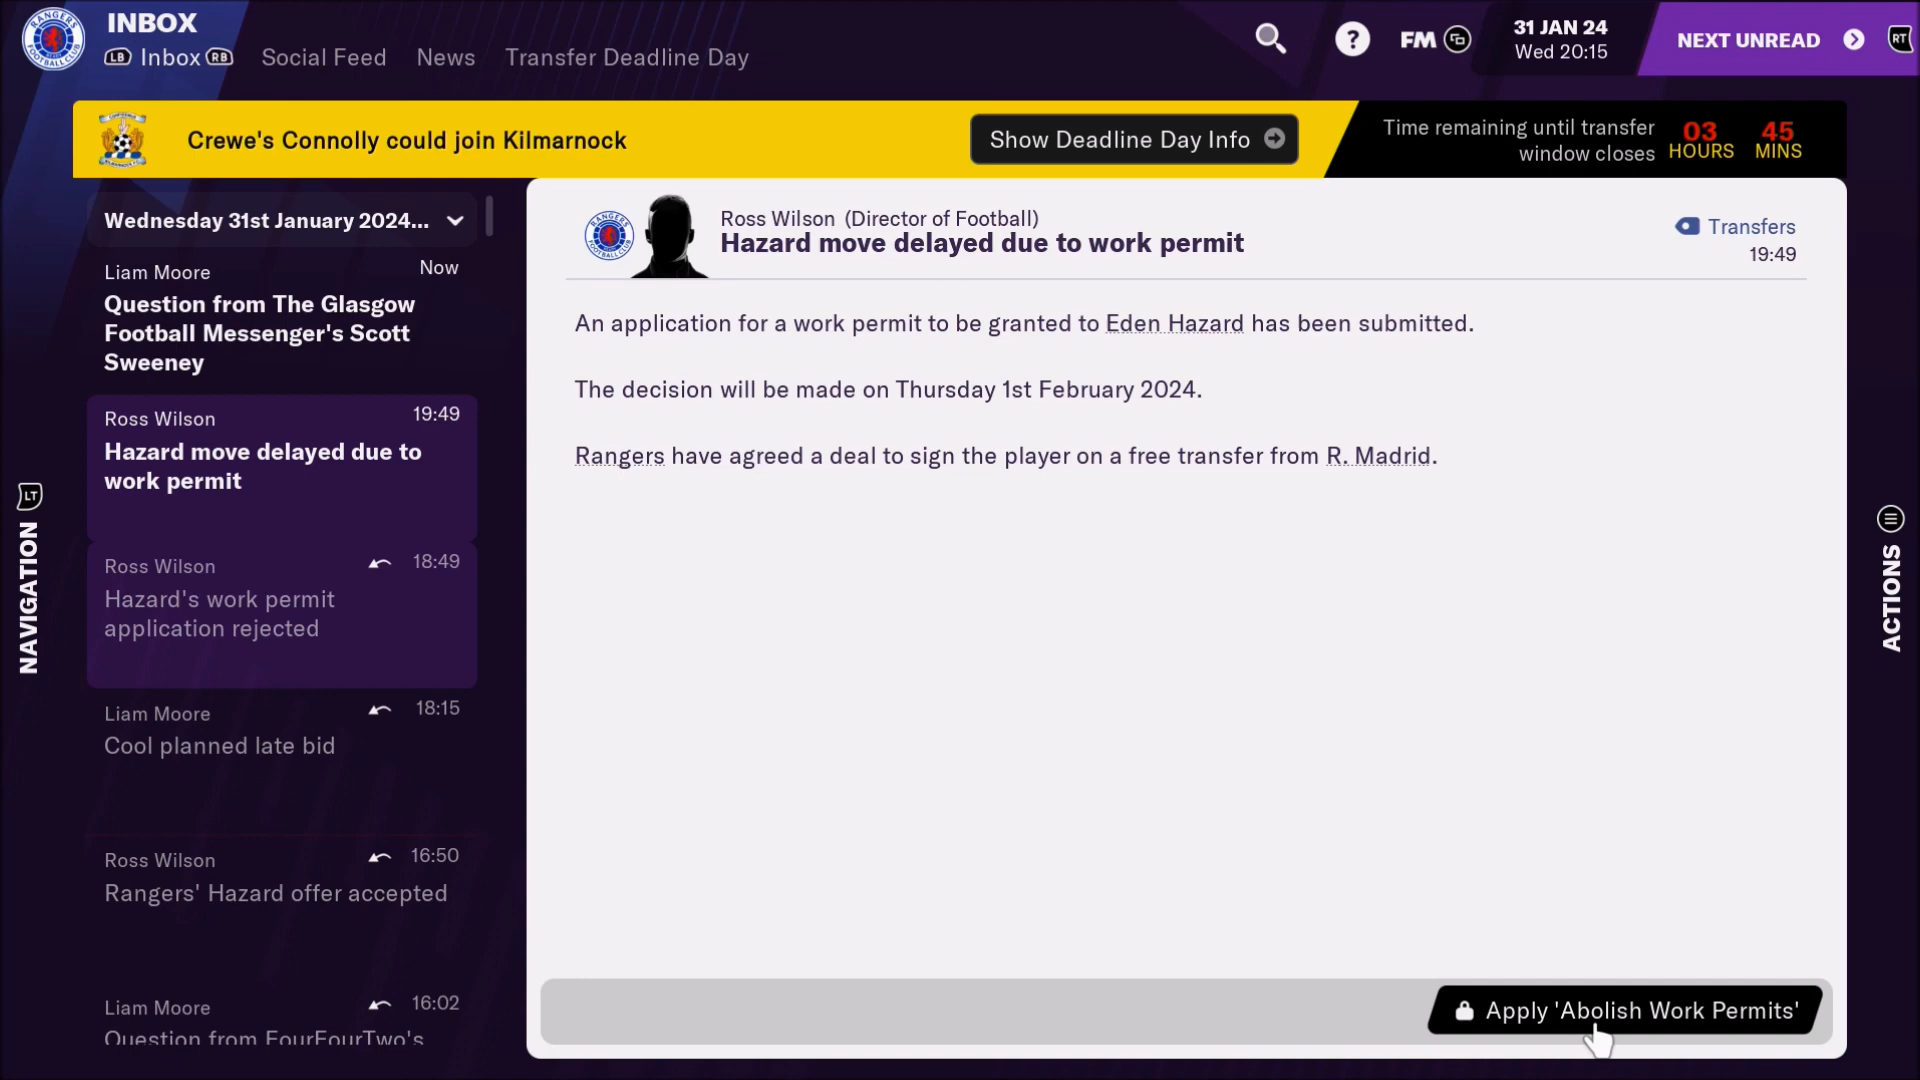 INBOX
LB Inbox RB
Social Feed
News
Transfer Deadline Day
?
FM
31 JAN 24
Wed 20:15
NEXT UNREAD
RT
Crewe's Connolly could join Kilmarnock
Show Deadline Day Info
Time remaining until transfer
window closes
03
HOURS
45
MINS
Wednesday 31st January 2024...
Liam Moore
Now
Question from The Glasgow
Football Messenger's Scott
Sweeney
Ross Wilson
19:49
Hazard move delayed due to
work permit
Ross Wilson
18:49
Hazard's work permit
application rejected
Liam Moore
18:15
Cool planned late bid
Ross Wilson
16:50
Rangers' Hazard offer accepted
Liam Moore
16:02
Question from FourFourTwo's
Ross Wilson (Director of Football)
Hazard move delayed due to work permit
Transfers
19:49
An application for a work permit to be granted to Eden Hazard has been submitted.
The decision will be made on Thursday 1st February 2024.
Rangers have agreed a deal to sign the player on a free transfer from R. Madrid.
Apply 'Abolish Work Permits'
LT
NAVIGATION
ACTIONS